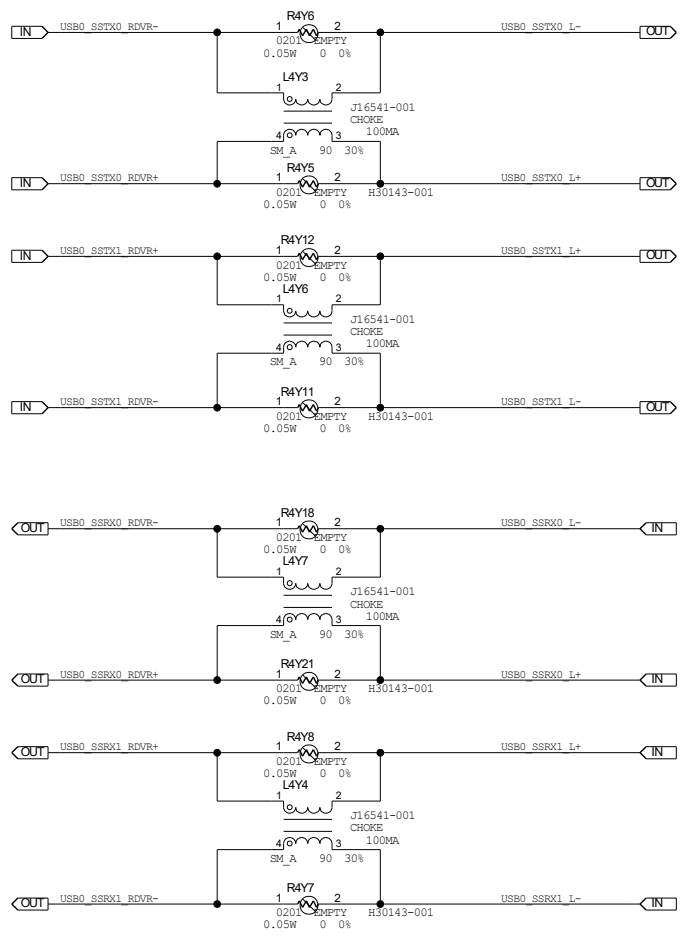 R4Y6
IN USB0_SSTX0_RDVR- 1 2 USB0_SSTX0_L- OUT
0201 EMPTY
0.05W 0 0%
L4Y3
1 2
J16541-001
CHOKE
100MA
4 3
SM_A 90 30%
R4Y5
IN USB0_SSTX0_RDVR+ 1 2 USB0_SSTX0_L+ OUT
0201 EMPTY H30143-001
0.05W 0 0%
R4Y12
IN USB0_SSTX1_RDVR+ 1 2 USB0_SSTX1_L+ OUT
0201 EMPTY
0.05W 0 0%
L4Y6
1 2
J16541-001
CHOKE
100MA
4 3
SM_A 90 30%
R4Y11
IN USB0_SSTX1_RDVR- 1 2 USB0_SSTX1_L- OUT
0201 EMPTY H30143-001
0.05W 0 0%
R4Y18
OUT USB0_SSRX0_RDVR- 1 2 USB0_SSRX0_L- IN
0201 EMPTY
0.05W 0 0%
L4Y7
1 2
J16541-001
CHOKE
100MA
4 3
SM_A 90 30%
R4Y21
OUT USB0_SSRX0_RDVR+ 1 2 USB0_SSRX0_L+ IN
0201 EMPTY H30143-001
0.05W 0 0%
R4Y8
OUT USB0_SSRX1_RDVR+ 1 2 USB0_SSRX1_L+ IN
0201 EMPTY
0.05W 0 0%
L4Y4
1 2
J16541-001
CHOKE
100MA
4 3
SM_A 90 30%
R4Y7
OUT USB0_SSRX1_RDVR- 1 2 USB0_SSRX1_L- IN
0201 EMPTY H30143-001
0.05W 0 0%